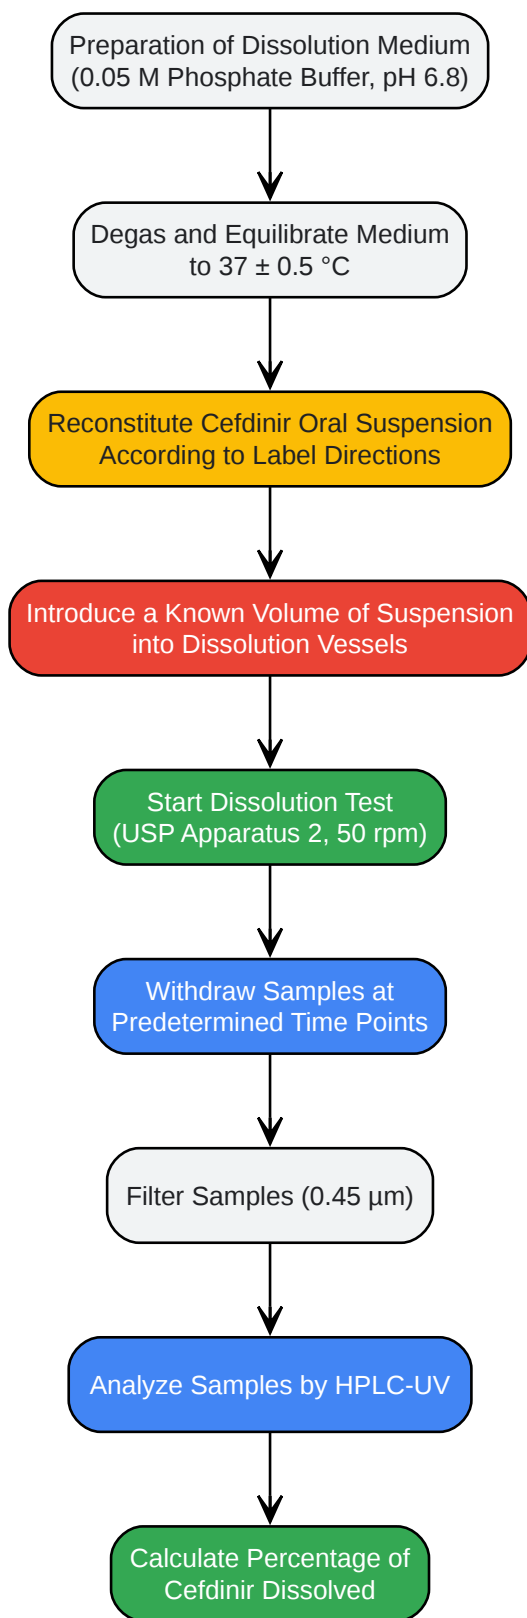 Preparation of Dissolution Medium
(0.05 M Phosphate Buffer, pH 6.8)
Degas and Equilibrate Medium
to 37 ± 0.5 °C
Reconstitute Cefdinir Oral Suspension
According to Label Directions
Introduce a Known Volume of Suspension
into Dissolution Vessels
Start Dissolution Test
(USP Apparatus 2, 50 rpm)
Withdraw Samples at
Predetermined Time Points
Filter Samples (0.45 µm)
Analyze Samples by HPLC-UV
Calculate Percentage of
Cefdinir Dissolved